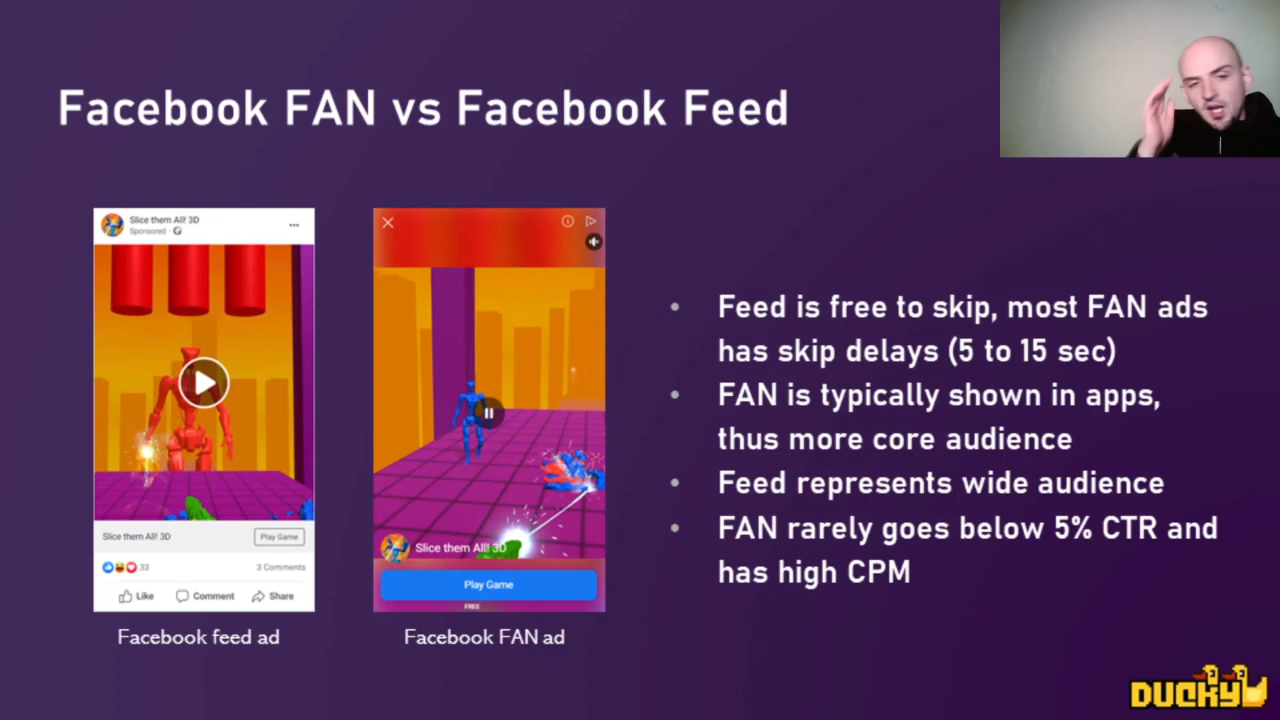 Facebook FAN vs Facebook Feed
Slice them All! 3D
Sponsored ·
Slice them All! 3D
Play Game
33
3 Comments
Like
Comment
Share
Facebook feed ad
Slice them All! 3D
Play Game
FREE
Facebook FAN ad
Feed is free to skip, most FAN ads
has skip delays (5 to 15 sec)
FAN is typically shown in apps,
thus more core audience
Feed represents wide audience
FAN rarely goes below 5% CTR and
has high CPM
DUCKY